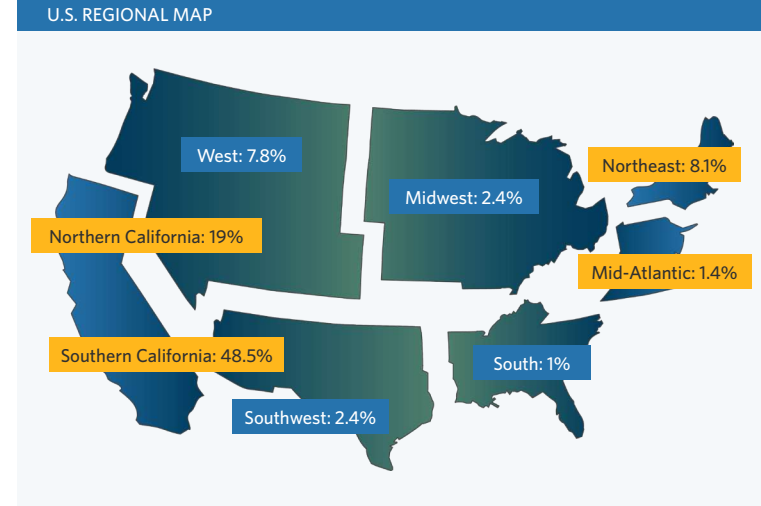 U.S. REGIONAL MAP
West: 7.8%
Northeast: 8.1%
Midwest: 2.4%
Northern California: 19%
Mid-Atlantic: 1.4%
Southern California: 48.5%
South: 1%
Southwest: 2.4%